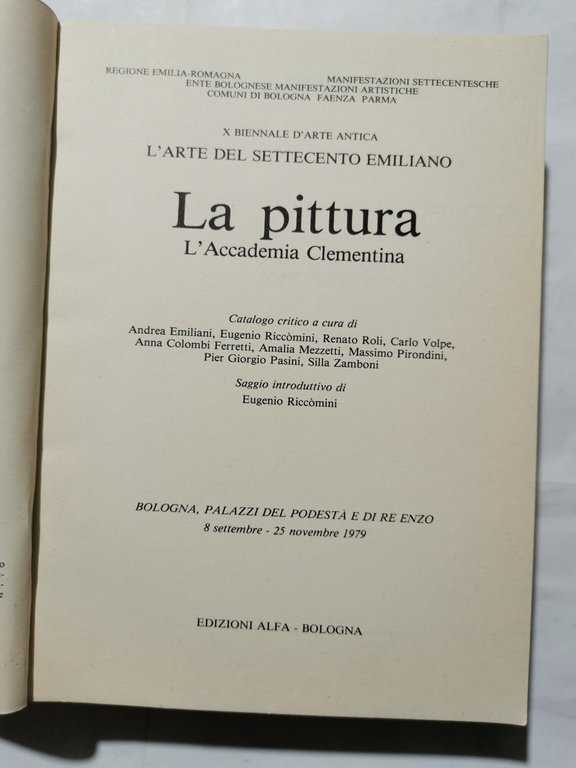 REGIONE EMILIA-ROMAGNA MANIFESTAZIONI SETTECENTESCHE
ENTE BOLOGNESE MANIFESTAZIONI ARTISTICHE
COMUNI DI BOLOGNA FAENZA PARMA
X BIENNALE D'ARTE ANTICA
L'ARTE DEL SETTECENTO EMILIANO
La pittura
L'Accademia Clementina
Catalogo critico a cura di
Andrea Emiliani, Eugenio Riccòmini, Renato Roli, Carlo Volpe,
Anna Colombi Ferretti, Amalia Mezzetti, Massimo Pirondini,
Pier Giorgio Pasini, Silla Zamboni
Saggio introduttivo di
Eugenio Riccòmini
BOLOGNA, PALAZZI DEL PODESTÀ E DI RE ENZO
8 settembre - 25 novembre 1979
EDIZIONI ALFA - BOLOGNA